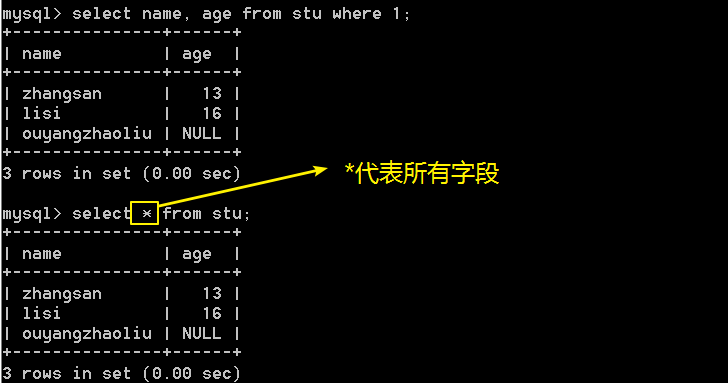 mysql> select name, age from stu where 1;
+---------------+------+
| name          | age  |
+---------------+------+
| zhangsan      |   13 |
| lisi          |   16 |
| ouyangzhaoliu | NULL |
+---------------+------+
3 rows in set (0.00 sec)
*代表所有字段
mysql> select * from stu;
+---------------+------+
| name          | age  |
+---------------+------+
| zhangsan      |   13 |
| lisi          |   16 |
| ouyangzhaoliu | NULL |
+---------------+------+
3 rows in set (0.00 sec)